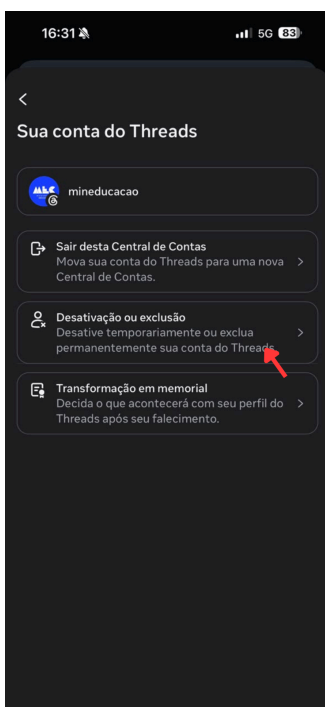 16:31
5G 83
Sua conta do Threads
MEC
mineducacao
Sair desta Central de Contas
Mova sua conta do Threads para uma nova
Central de Contas.
Desativação ou exclusão
Desative temporariamente ou exclua
permanentemente sua conta do Threads.
Transformação em memorial
Decida o que acontecerá com seu perfil do
Threads após seu falecimento.